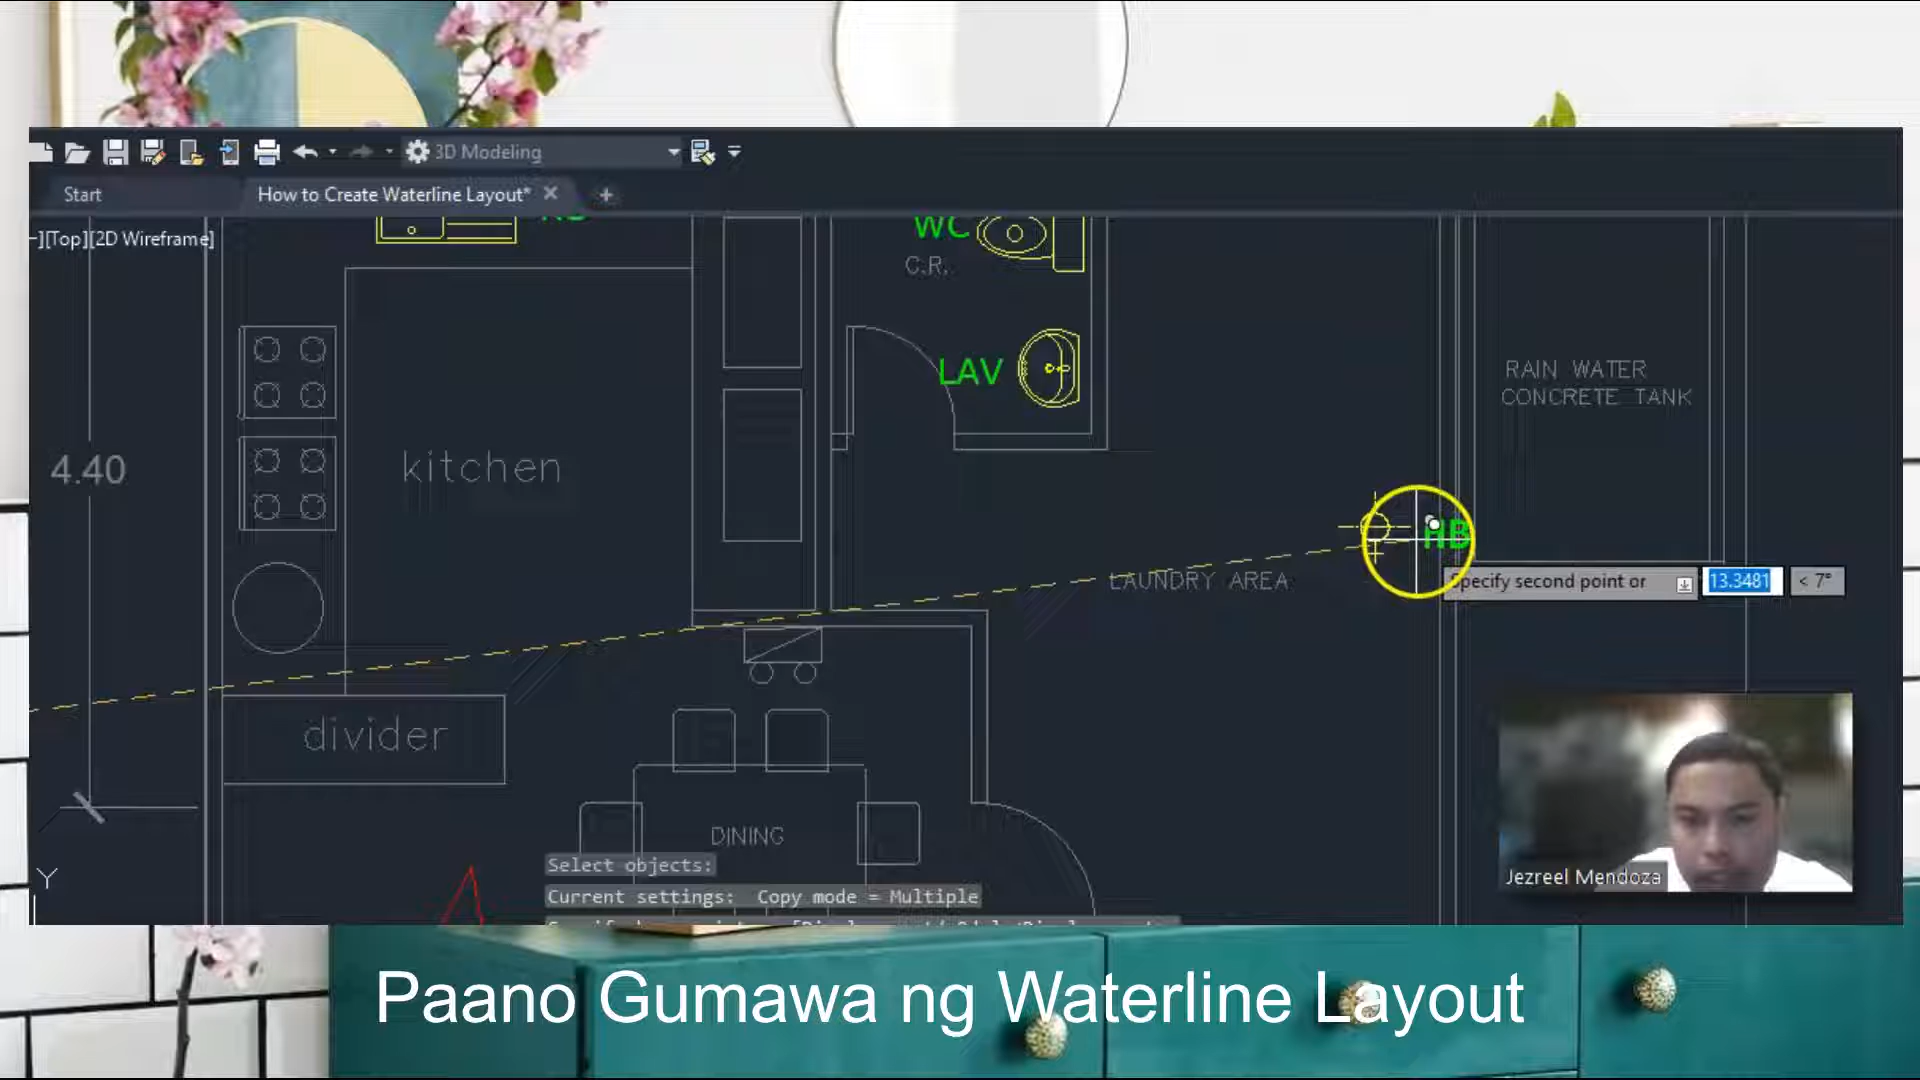 3D Modeling
Start
How to Create Waterline Layout*
[Top][2D Wireframe]
WC
C.R.
LAV
RAIN WATER
CONCRETE TANK
4.40
kitchen
HB
LAUNDRY AREA
Specify second point or
13.3481
< 7°
divider
DINING
Select objects:
Current settings: Copy mode = Multiple
Y
Jezreel Mendoza
Paano Gumawa ng Waterline Layout